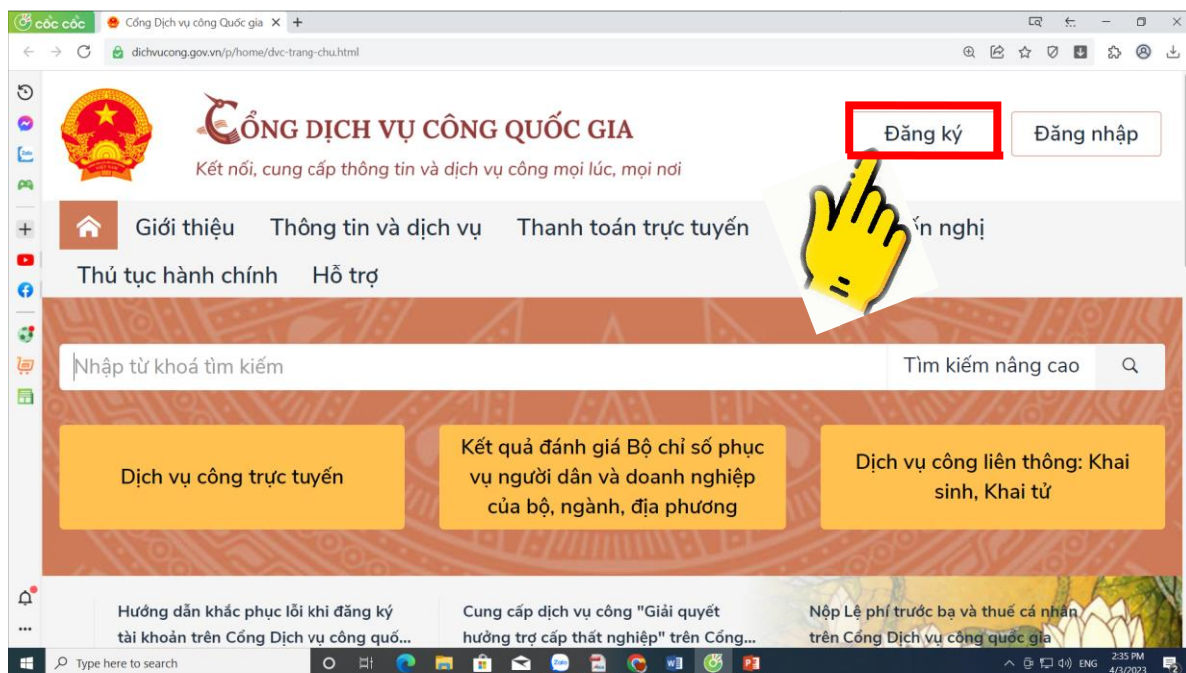 cốc cốc
Cổng Dịch vụ công Quốc gia
dichvucong.gov.vn/p/home/dvc-trang-chu.html
CỔNG DỊCH VỤ CÔNG QUỐC GIA
Kết nối, cung cấp thông tin và dịch vụ công mọi lúc, mọi nơi
Đăng ký
Đăng nhập
Giới thiệu Thông tin và dịch vụ Thanh toán trực tuyến nghị
Thủ tục hành chính Hỗ trợ
Nhập từ khoá tìm kiếm
Tìm kiếm nâng cao
Dịch vụ công trực tuyến
Kết quả đánh giá Bộ chỉ số phục
vụ người dân và doanh nghiệp
của bộ, ngành, địa phương
Dịch vụ công liên thông: Khai
sinh, Khai tử
Hướng dẫn khắc phục lỗi khi đăng ký
tài khoản trên Cổng Dịch vụ công quố...
Cung cấp dịch vụ công "Giải quyết
hưởng trợ cấp thất nghiệp" trên Cổng...
Nộp Lệ phí trước bạ và thuế cá nhân
trên Cổng Dịch vụ công quốc gia
Type here to search
ENG
2:35 PM
4/3/2023